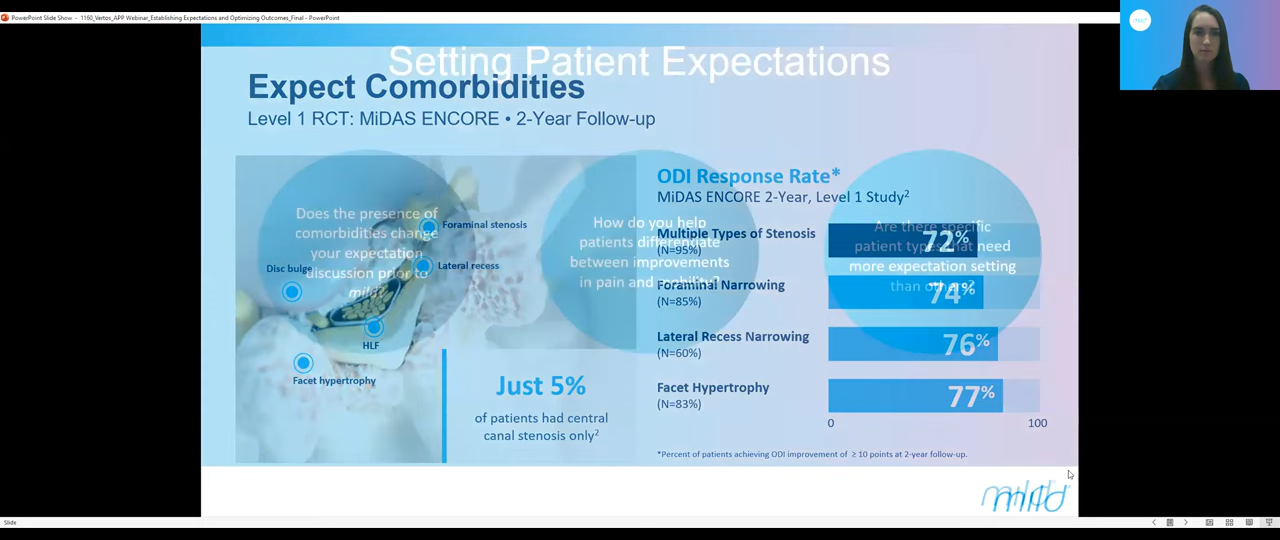 PowerPoint Slide Show - 1160_Vertos_APP Webinar_Establishing Expectations and Optimizing Outcomes_Final - PowerPoint
mild
Setting Patient Expectations
Expect Comorbidities
Level 1 RCT: MiDAS ENCORE • 2-Year Follow-up
Does the presence of
comorbidities change
your expectation
discussion prior to
mild?
Foraminal stenosis
Lateral recess
Disc bulge
HLF
Facet hypertrophy
Just 5%
of patients had central
canal stenosis only2
How do you help
patients differentiate
between improvements
in pain and mobility?
Are there specific
patient types that need
more expectation setting
than others?
ODI Response Rate*
MiDAS ENCORE 2-Year, Level 1 Study2
Multiple Types of Stenosis
(N=95%)
72%
Foraminal Narrowing
(N=85%)
74%
Lateral Recess Narrowing
(N=60%)
76%
Facet Hypertrophy
(N=83%)
77%
0 100
*Percent of patients achieving ODI improvement of ≥ 10 points at 2-year follow-up.
mild
Slide